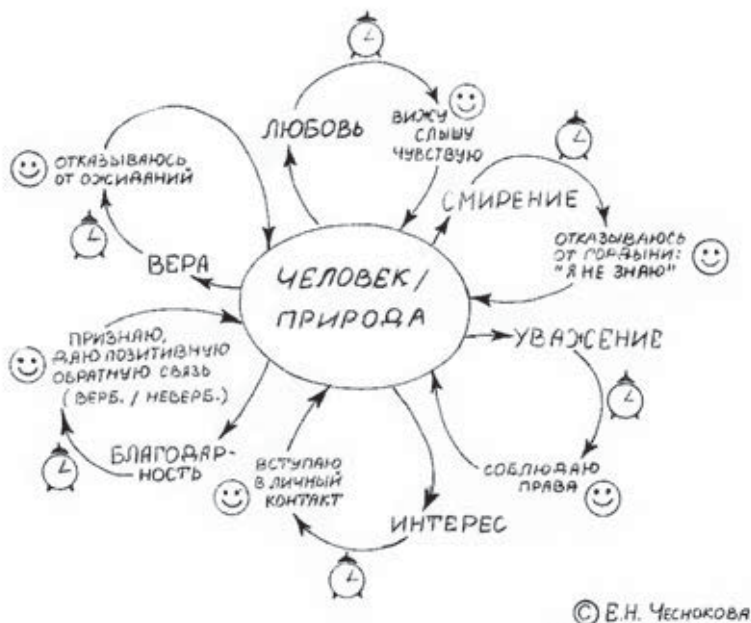 ЛЮБОВЬ
ВИЖУ
СЛЫШУ
ЧУВСТВУЮ
СМИРЕНИЕ
ОТКАЗЫВАЮСЬ
ОТ ГОРДЫНИ:
"Я НЕ ЗНАЮ"
УВАЖЕНИЕ
СОБЛЮДАЮ
ПРАВА
ИНТЕРЕС
ВСТУПАЮ
В ЛИЧНЫЙ
КОНТАКТ
БЛАГОДАР-
НОСТЬ
ПРИЗНАЮ,
ДАЮ ПОЗИТИВНУЮ
ОБРАТНУЮ СВЯЗЬ
(ВЕРБ. / НЕВЕРБ.)
ВЕРА
ОТКАЗЫВАЮСЬ
ОТ ОЖИДАНИЙ
ЧЕЛОВЕК/
ПРИРОДА
© Е.Н. ЧЕСНОКОВА